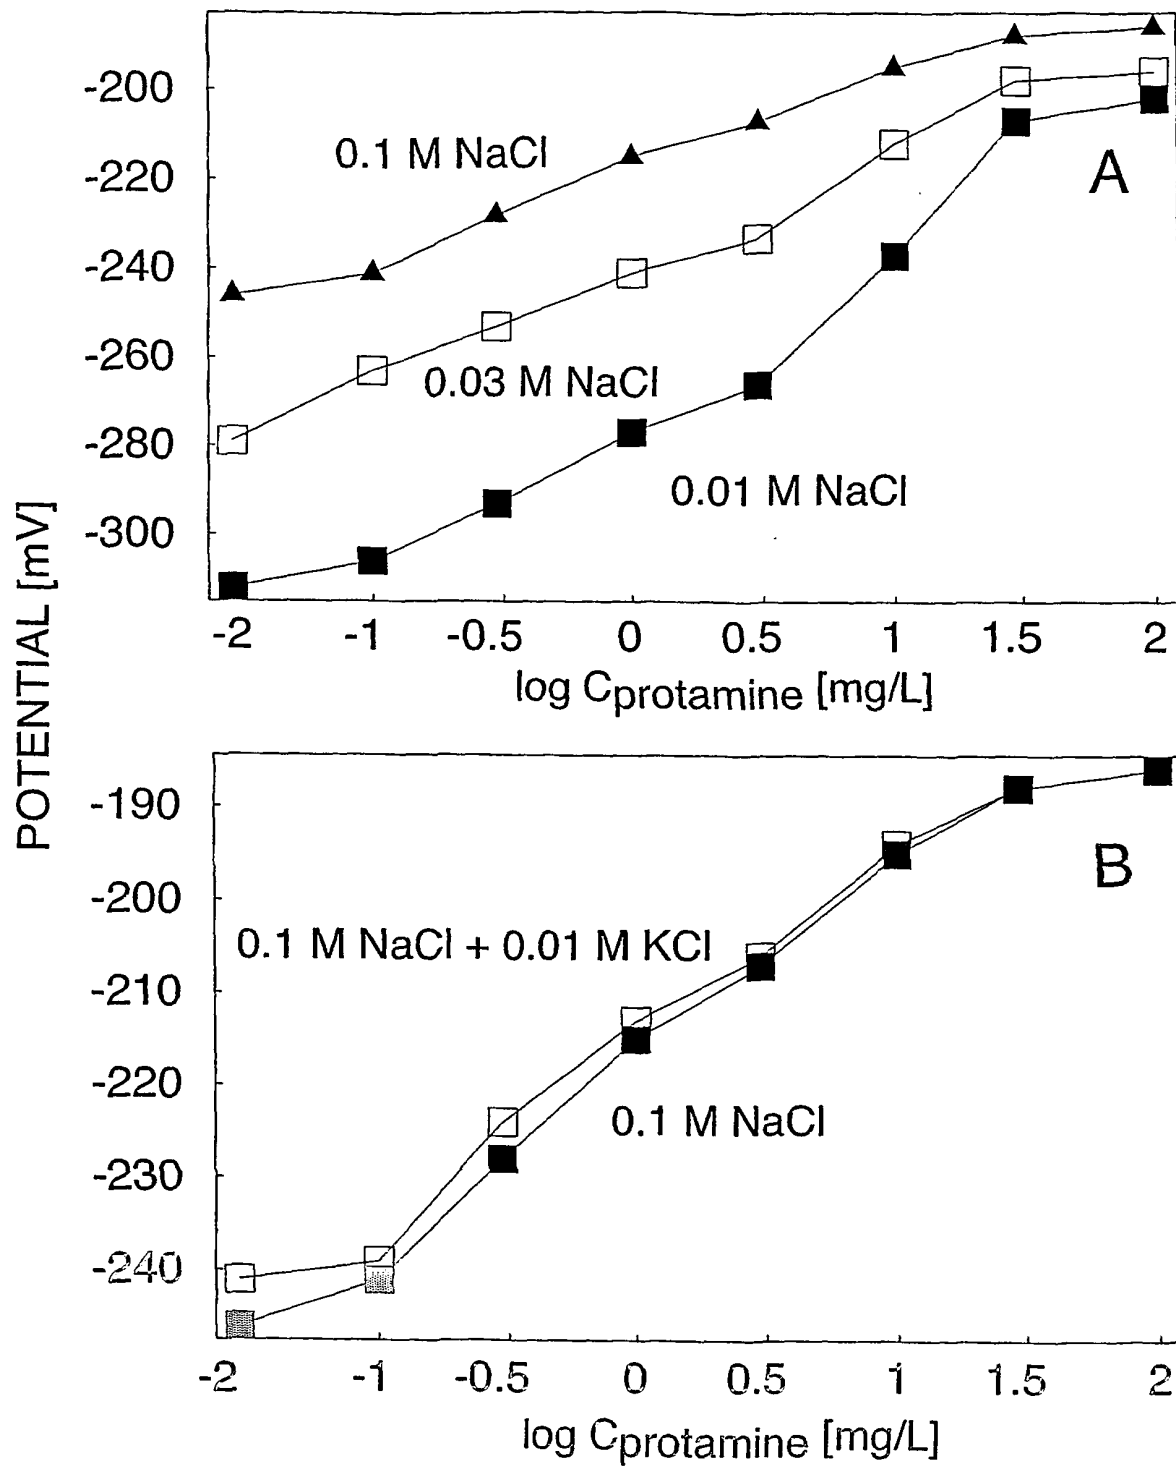 -200
-220
-240
-260
-280
-300
0.1 M NaCl
0.03 M NaCl
0.01 M NaCl
A
-2 -1 -0.5 0 0.5 1 1.5 2
log Cprotamine [mg/L]
POTENTIAL [mV]
-190
-200
-210
-220
-230
-240
0.1 M NaCl + 0.01 M KCl
0.1 M NaCl
B
-2 -1 -0.5 0 0.5 1 1.5 2
log Cprotamine [mg/L]